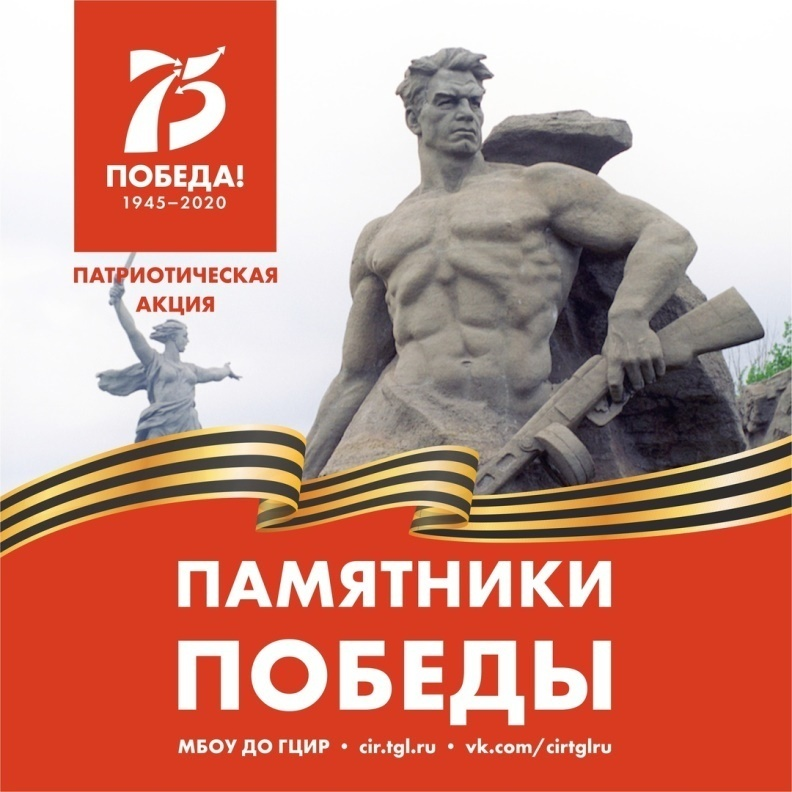 75
ПОБЕДА!
1945–2020
ПАТРИОТИЧЕСКАЯ
АКЦИЯ
ПАМЯТНИКИ
ПОБЕДЫ
МБОУ ДО ГЦИР • cir.tgl.ru • vk.com/cirtglru